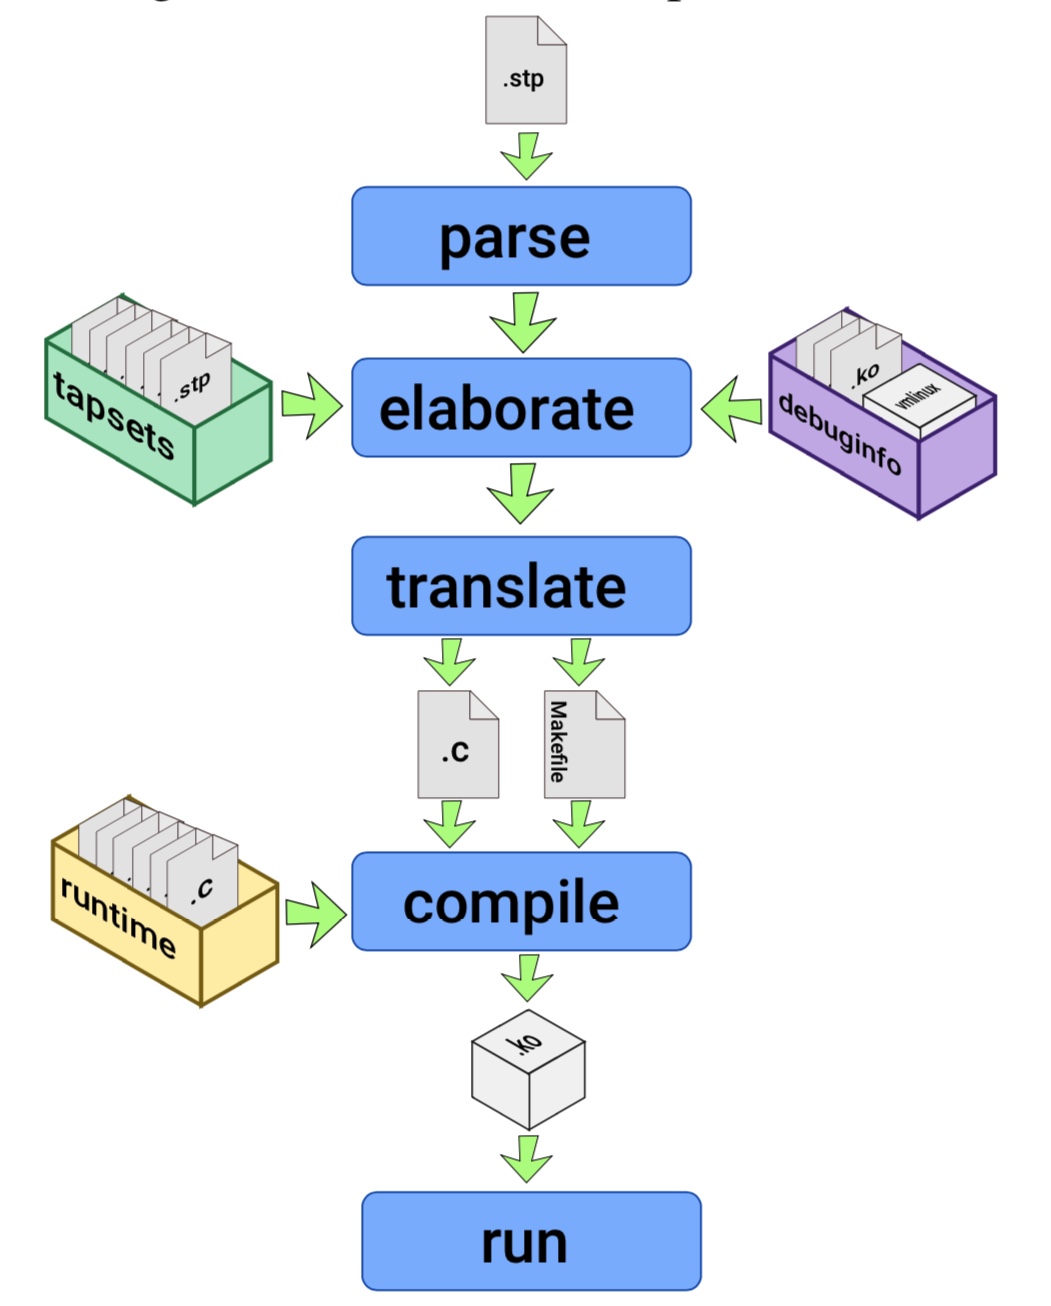 .stp
parse
.stp
tapsets
elaborate
.ko
vmlinux
debuginfo
translate
.c
Makefile
.c
runtime
compile
.ko
run